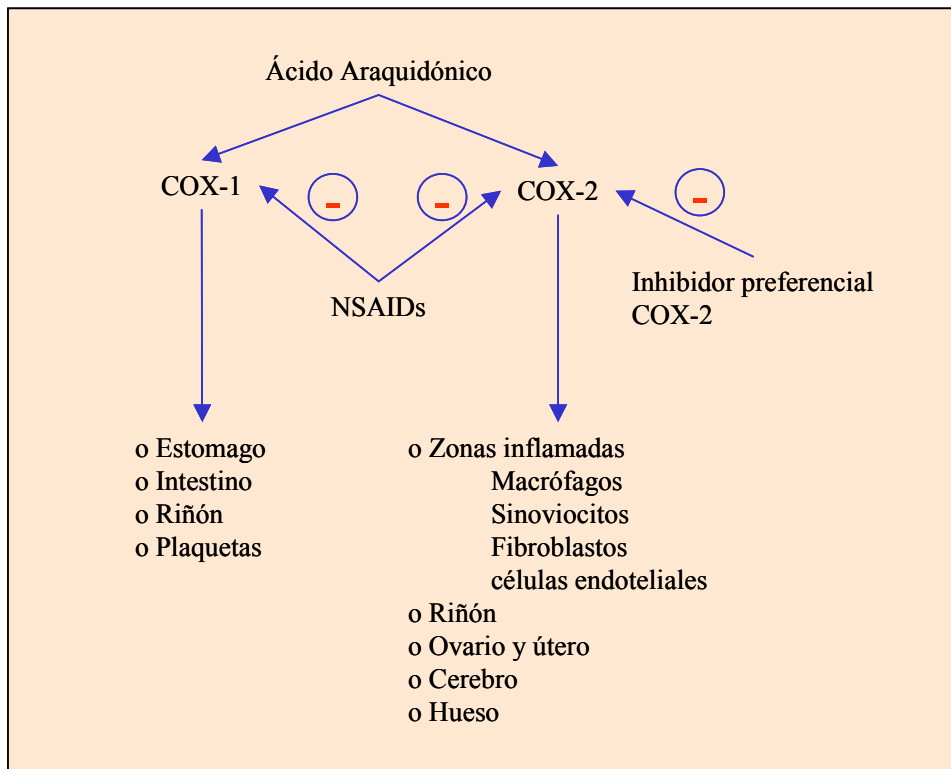 Ácido Araquidónico
COX-1
-
-
COX-2
-
NSAIDs
Inhibidor preferencial
COX-2
o Estomago
o Intestino
o Riñón
o Plaquetas
o Zonas inflamadas
Macrófagos
Sinoviocitos
Fibroblastos
células endoteliales
o Riñón
o Ovario y útero
o Cerebro
o Hueso